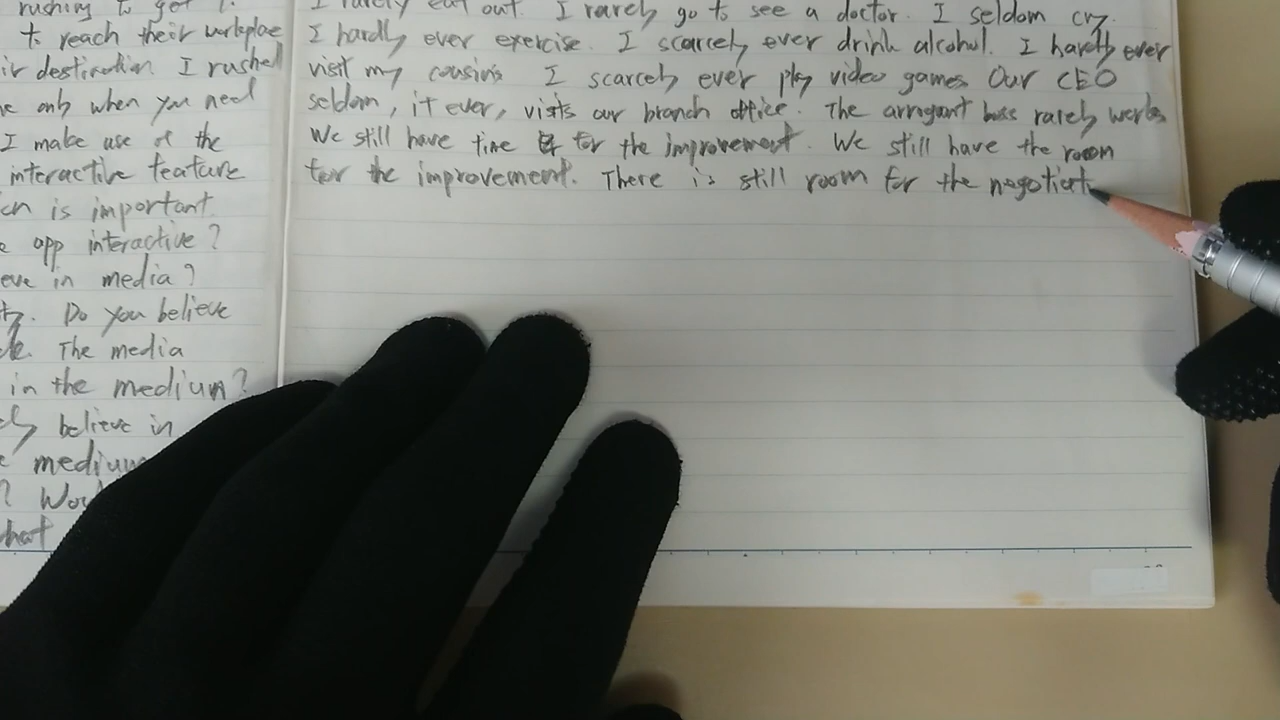 rushing to get
to reach their workplace
ir destination. I rushed
e only when you need
I make use of the
interactive feature
is important.
app interactive?
eve in media?
Do you believe
The media
in the medium?
believe in
medium
?
hat
I rarely eat out. I rarely go to see a doctor. I seldom cry.
I hardly ever exercise. I scarcely ever drink alcohol. I hardly ever
visit my cousins. I scarcely ever play video games. Our CEO
seldom, if ever, visits our branch office. The arrogant boss rarely works
We still have time for the improvement. We still have the room
for the improvement. There is still room for the negotiat